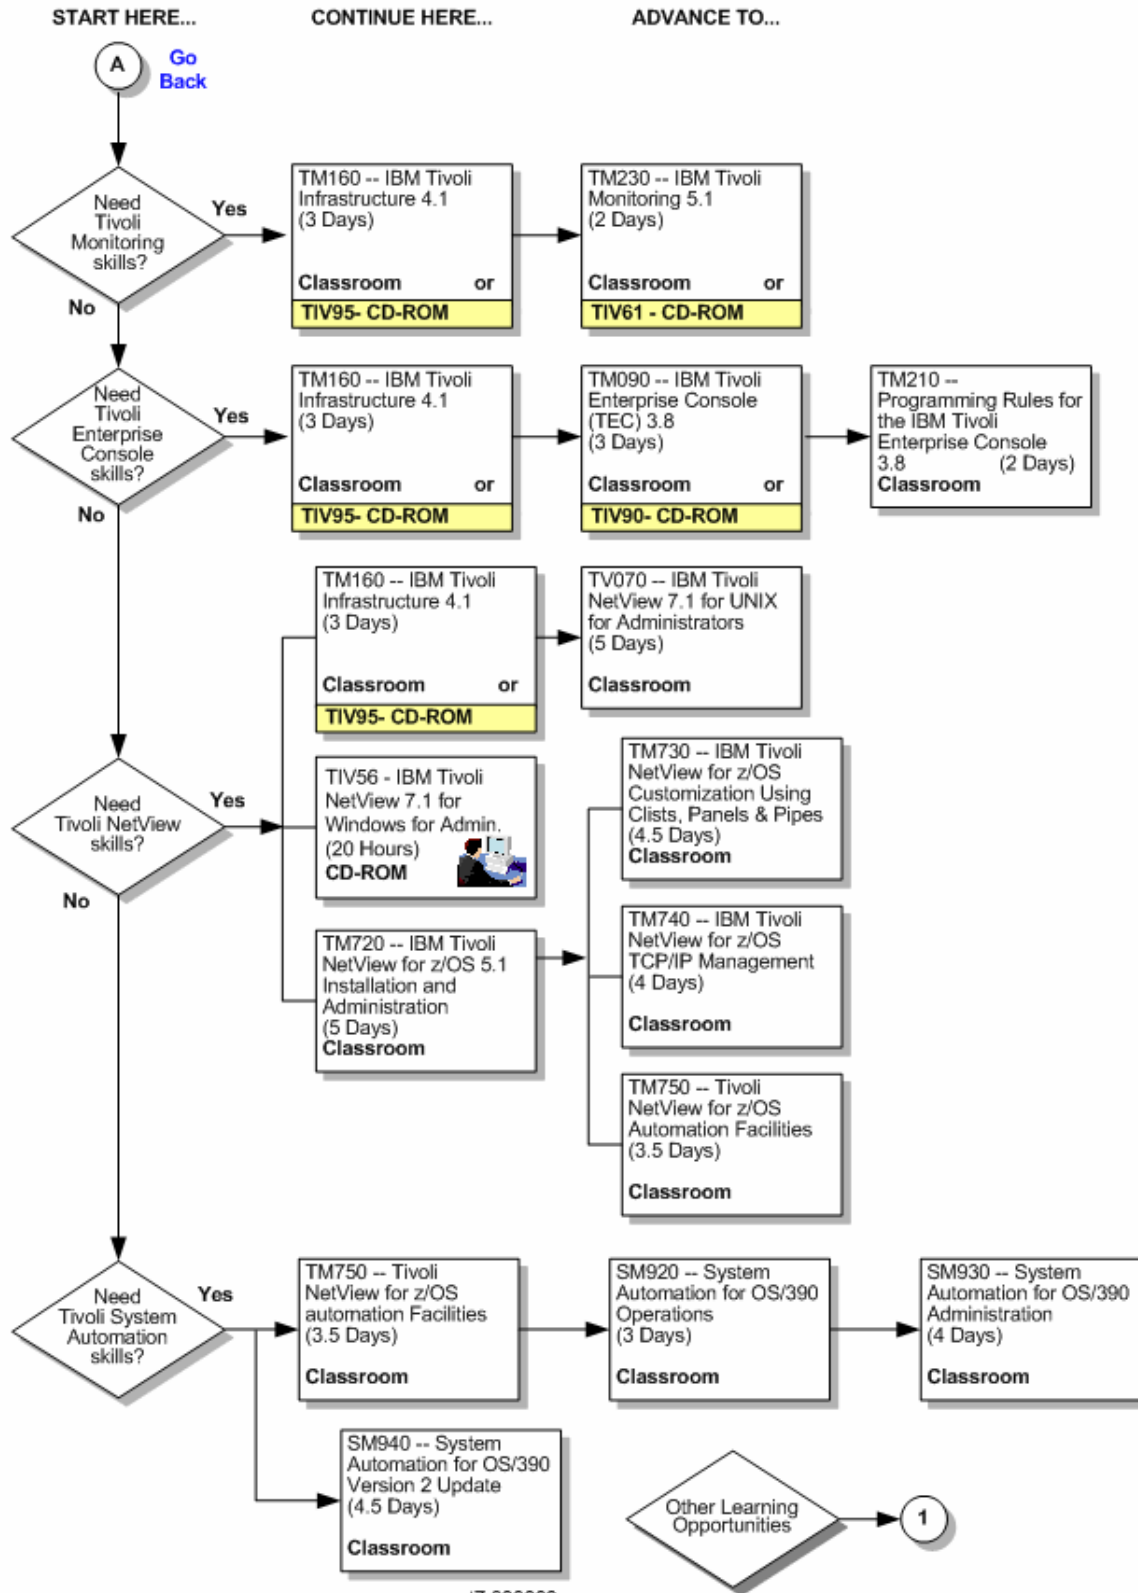 START HERE... CONTINUE HERE... ADVANCE TO...
A
Go
Back
Need
Tivoli
Monitoring
skills?
Yes
No
TM160 -- IBM Tivoli
Infrastructure 4.1
(3 Days)
Classroom or
TIV95- CD-ROM
TM230 -- IBM Tivoli
Monitoring 5.1
(2 Days)
Classroom or
TIV61 - CD-ROM
Need
Tivoli
Enterprise
Console
skills?
Yes
No
TM160 -- IBM Tivoli
Infrastructure 4.1
(3 Days)
Classroom or
TIV95- CD-ROM
TM090 -- IBM Tivoli
Enterprise Console
(TEC) 3.8
(3 Days)
Classroom or
TIV90- CD-ROM
TM210 --
Programming Rules for
the IBM Tivoli
Enterprise Console
3.8 (2 Days)
Classroom
Need
Tivoli NetView
skills?
Yes
No
TM160 -- IBM Tivoli
Infrastructure 4.1
(3 Days)
Classroom or
TIV95- CD-ROM
TV070 -- IBM Tivoli
NetView 7.1 for UNIX
for Administrators
(5 Days)
Classroom
TIV56 - IBM Tivoli
NetView 7.1 for
Windows for Admin.
(20 Hours)
CD-ROM
TM720 -- IBM Tivoli
NetView for z/OS 5.1
Installation and
Administration
(5 Days)
Classroom
TM730 -- IBM Tivoli
NetView for z/OS
Customization Using
Clists, Panels & Pipes
(4.5 Days)
Classroom
TM740 -- IBM Tivoli
NetView for z/OS
TCP/IP Management
(4 Days)
Classroom
TM750 -- Tivoli
NetView for z/OS
Automation Facilities
(3.5 Days)
Classroom
Need
Tivoli System
Automation
skills?
Yes
TM750 -- Tivoli
NetView for z/OS
automation Facilities
(3.5 Days)
Classroom
SM920 -- System
Automation for OS/390
Operations
(3 Days)
Classroom
SM930 -- System
Automation for OS/390
Administration
(4 Days)
Classroom
SM940 -- System
Automation for OS/390
Version 2 Update
(4.5 Days)
Classroom
Other Learning
Opportunities
1